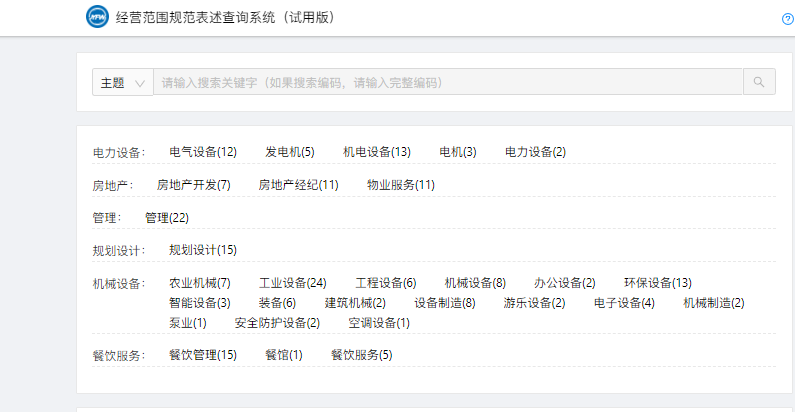 经营范围规范表述查询系统（试用版）
主题 请输入搜索关键字（如果搜索编码，请输入完整编码）
电力设备： 电气设备(12) 发电机(5) 机电设备(13) 电机(3) 电力设备(2)
房地产： 房地产开发(7) 房地产经纪(11) 物业服务(11)
管理： 管理(22)
规划设计： 规划设计(15)
机械设备： 农业机械(7) 工业设备(24) 工程设备(6) 机械设备(8) 办公设备(2) 环保设备(13)
智能设备(3) 装备(6) 建筑机械(2) 设备制造(8) 游乐设备(2) 电子设备(4) 机械制造(2)
泵业(1) 安全防护设备(2) 空调设备(1)
餐饮服务： 餐饮管理(15) 餐馆(1) 餐饮服务(5)